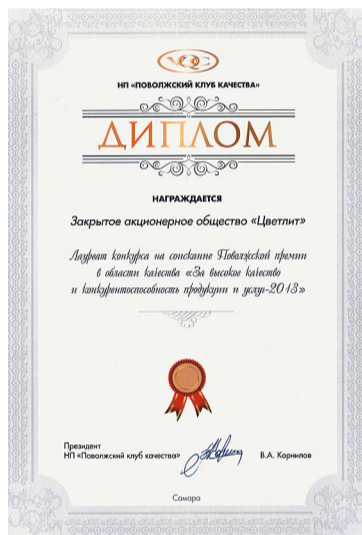 НП «ПОВОЛЖСКИЙ КЛУБ КАЧЕСТВА»
ДИПЛОМ
НАГРАЖДАЕТСЯ
Закрытое акционерное общество «Цветлит»
Лауреат конкурса на соискание Поволжской премии
в области качества «За высокое качество
и конкурентоспособность продукции и услуг-2013»
Президент
НП «Поволжский клуб качества»
В.А. Корнилов
Самара